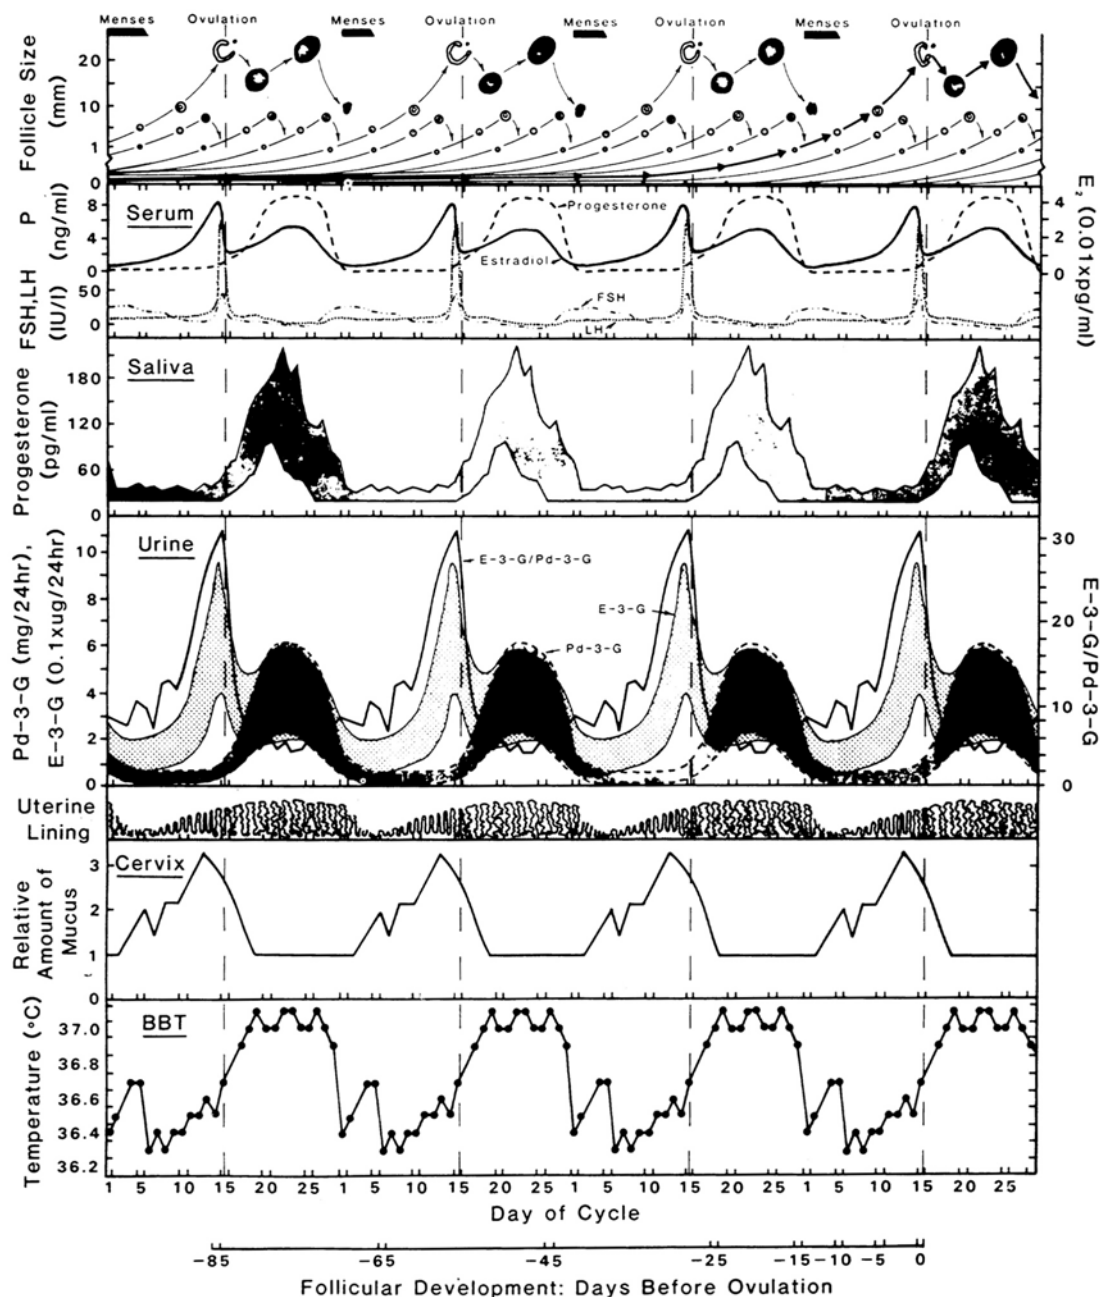 Menses Ovulation Menses Ovulation Menses Ovulation Menses Ovulation
Follicle Size
(mm)
20
10
1
0
P
(ng/ml)
8
4
0
Serum
Progesterone
Estradiol
E₂ (0.01xpg/ml)
4
2
0
FSH,LH
(IU/l)
50
0
FSH
LH
Saliva
Progesterone
(pg/ml)
180
120
60
0
Urine
Pd-3-G (mg/24hr),
E-3-G (0.1xug/24hr)
10
8
6
4
2
0
E-3-G/Pd-3-G
E-3-G
Pd-3-G
E-3-G/Pd-3-G
30
20
10
0
Uterine
Lining
Cervix
Relative
Amount of
Mucus
3
2
1
0
BBT
Temperature (°C)
37.0
36.8
36.6
36.4
36.2
1 5 10 15 20 25 1 5 10 15 20 25 1 5 10 15 20 25 1 5 10 15 20 25
Day of Cycle
-85 -65 -45 -25 -15 -10 -5 0
Follicular Development: Days Before Ovulation